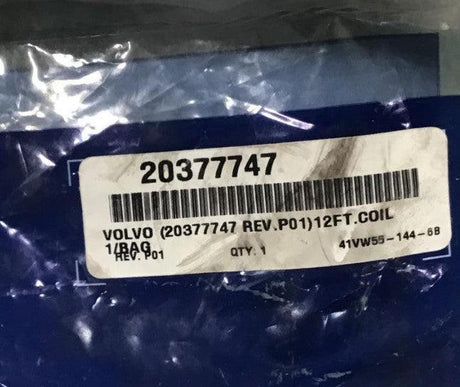 20377747
VOLVO (20377747 REV.P01)12FT.COIL
1/BAG
REV. P01 QTY. 1 41VW55-144-6B